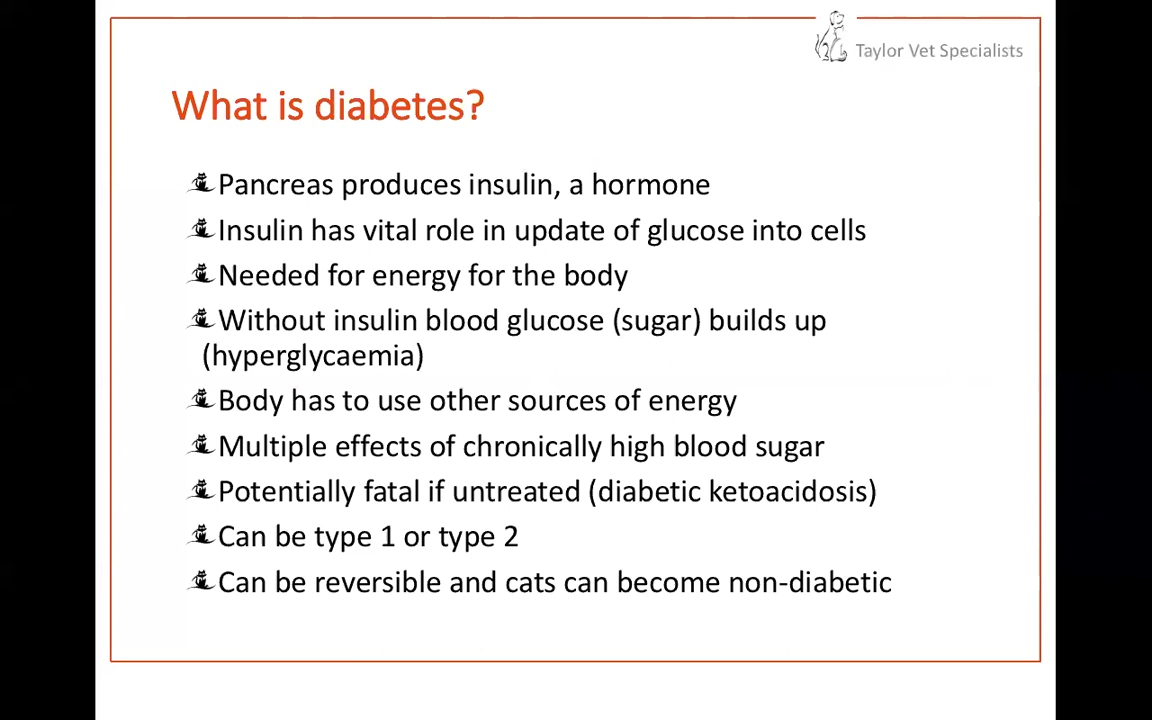 Taylor Vet Specialists
What is diabetes?
Pancreas produces insulin, a hormone
Insulin has vital role in update of glucose into cells
Needed for energy for the body
Without insulin blood glucose (sugar) builds up
(hyperglycaemia)
Body has to use other sources of energy
Multiple effects of chronically high blood sugar
Potentially fatal if untreated (diabetic ketoacidosis)
Can be type 1 or type 2
Can be reversible and cats can become non-diabetic